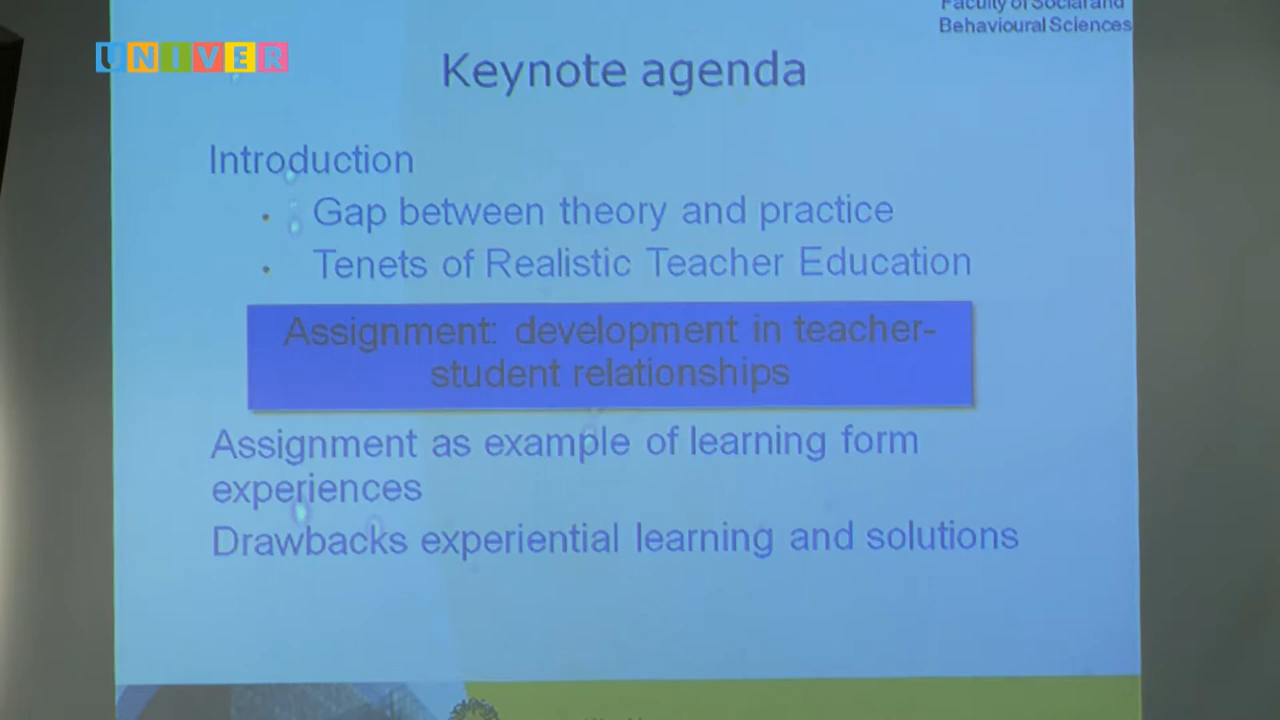 Faculty of Social and
Behavioural Sciences
UNIVER
Keynote agenda
Introduction
• Gap between theory and practice
• Tenets of Realistic Teacher Education
Assignment: development in teacher-
student relationships
Assignment as example of learning form
experiences
Drawbacks experiential learning and solutions